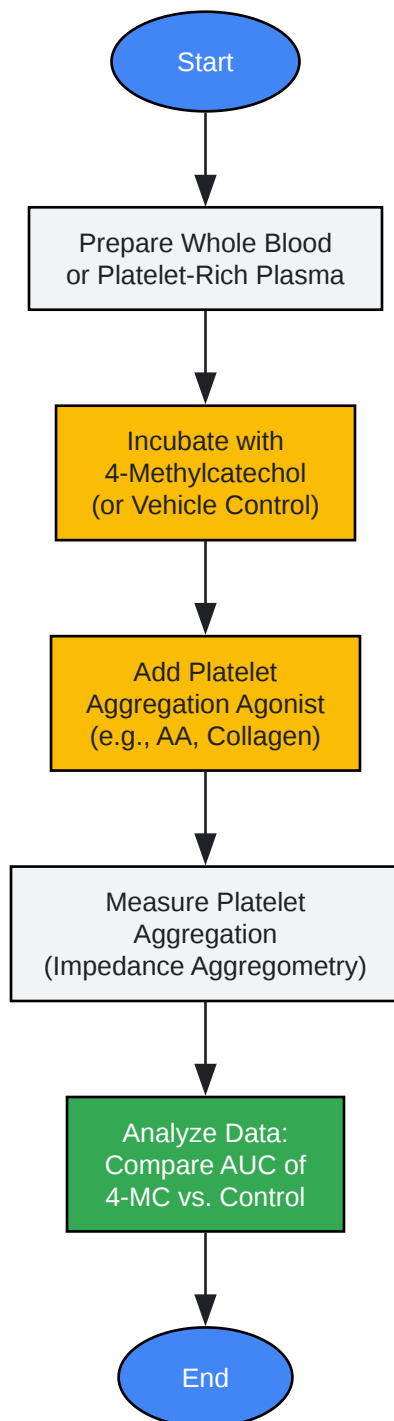 Start
Prepare Whole Blood
or Platelet-Rich Plasma
Incubate with
4-Methylcatechol
(or Vehicle Control)
Add Platelet
Aggregation Agonist
(e.g., AA, Collagen)
Measure Platelet
Aggregation
(Impedance Aggregometry)
Analyze Data:
Compare AUC of
4-MC vs. Control
End